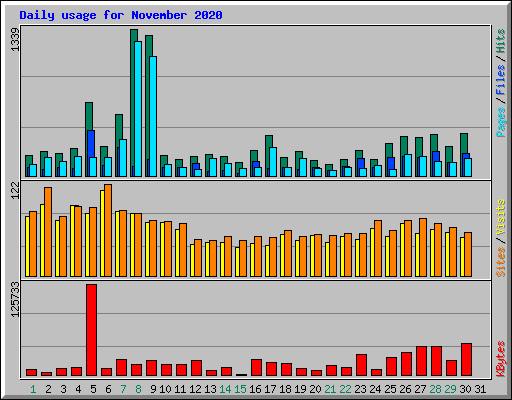 Daily usage for November 2020
1339
Pages / Files / Hits
122
Sites / Visits
125733
KBytes
1 2 3 4 5 6 7 8 9 10 11 12 13 14 15 16 17 18 19 20 21 22 23 24 25 26 27 28 29 30 31